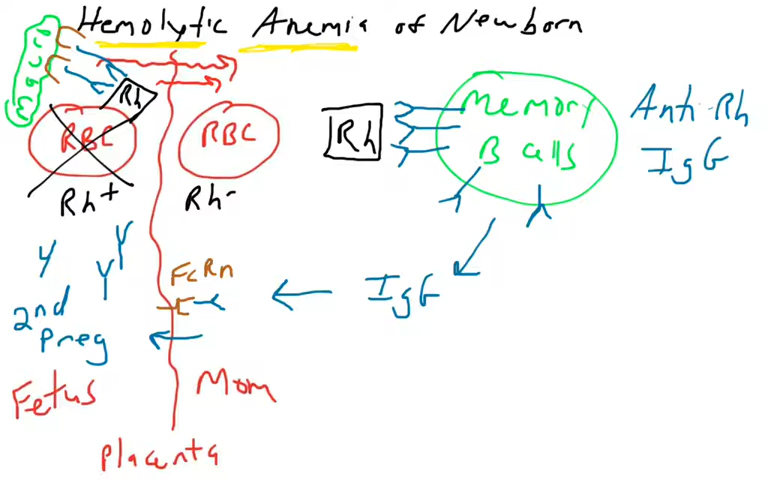 Hemolytic Anemia of Newborn
Rh
RBC
Rh+
RBC
Rh-
Rh
Memory
B Cells
Anti-Rh
IgG
FcRn
IgG
2nd
Preg
Fetus
Mom
Placenta